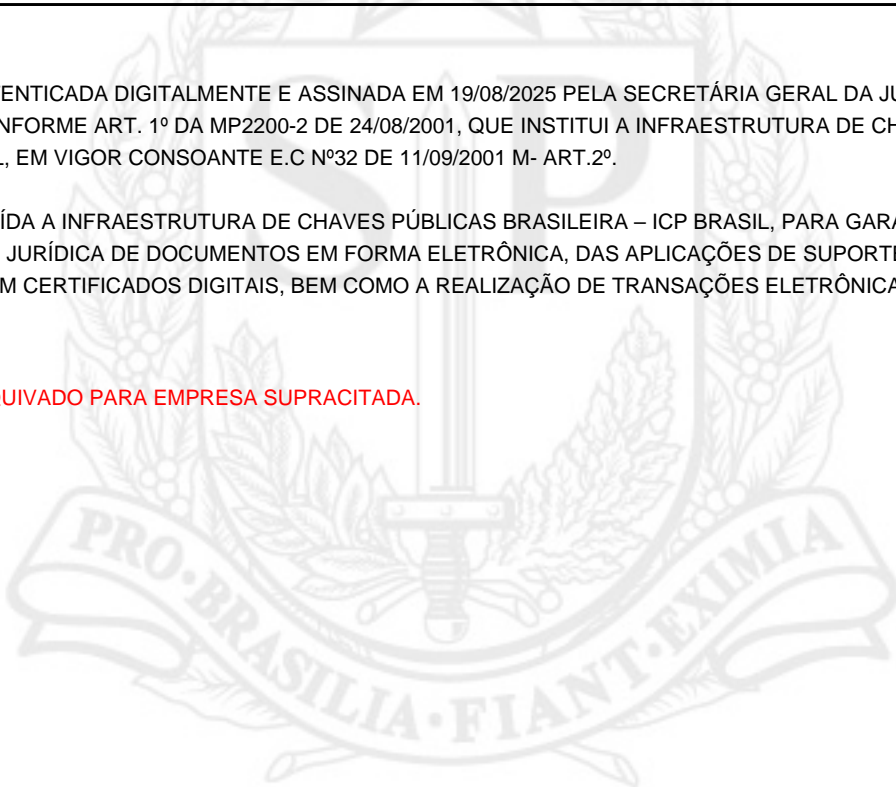 ENTICADA DIGITALMENTE E ASSINADA EM 19/08/2025 PELA SECRETÁRIA GERAL DA JU
NFORME ART. 1º DA MP2200-2 DE 24/08/2001, QUE INSTITUI A INFRAESTRUTURA DE CH
L, EM VIGOR CONSOANTE E.C Nº32 DE 11/09/2001 M- ART.2º.
ÍDA A INFRAESTRUTURA DE CHAVES PÚBLICAS BRASILEIRA – ICP BRASIL, PARA GARA
JURÍDICA DE DOCUMENTOS EM FORMA ELETRÔNICA, DAS APLICAÇÕES DE SUPORTE
M CERTIFICADOS DIGITAIS, BEM COMO A REALIZAÇÃO DE TRANSAÇÕES ELETRÔNICA
UIVADO PARA EMPRESA SUPRACITADA.
SP
PRO·BRASILIA·FIANT·EXIMIA